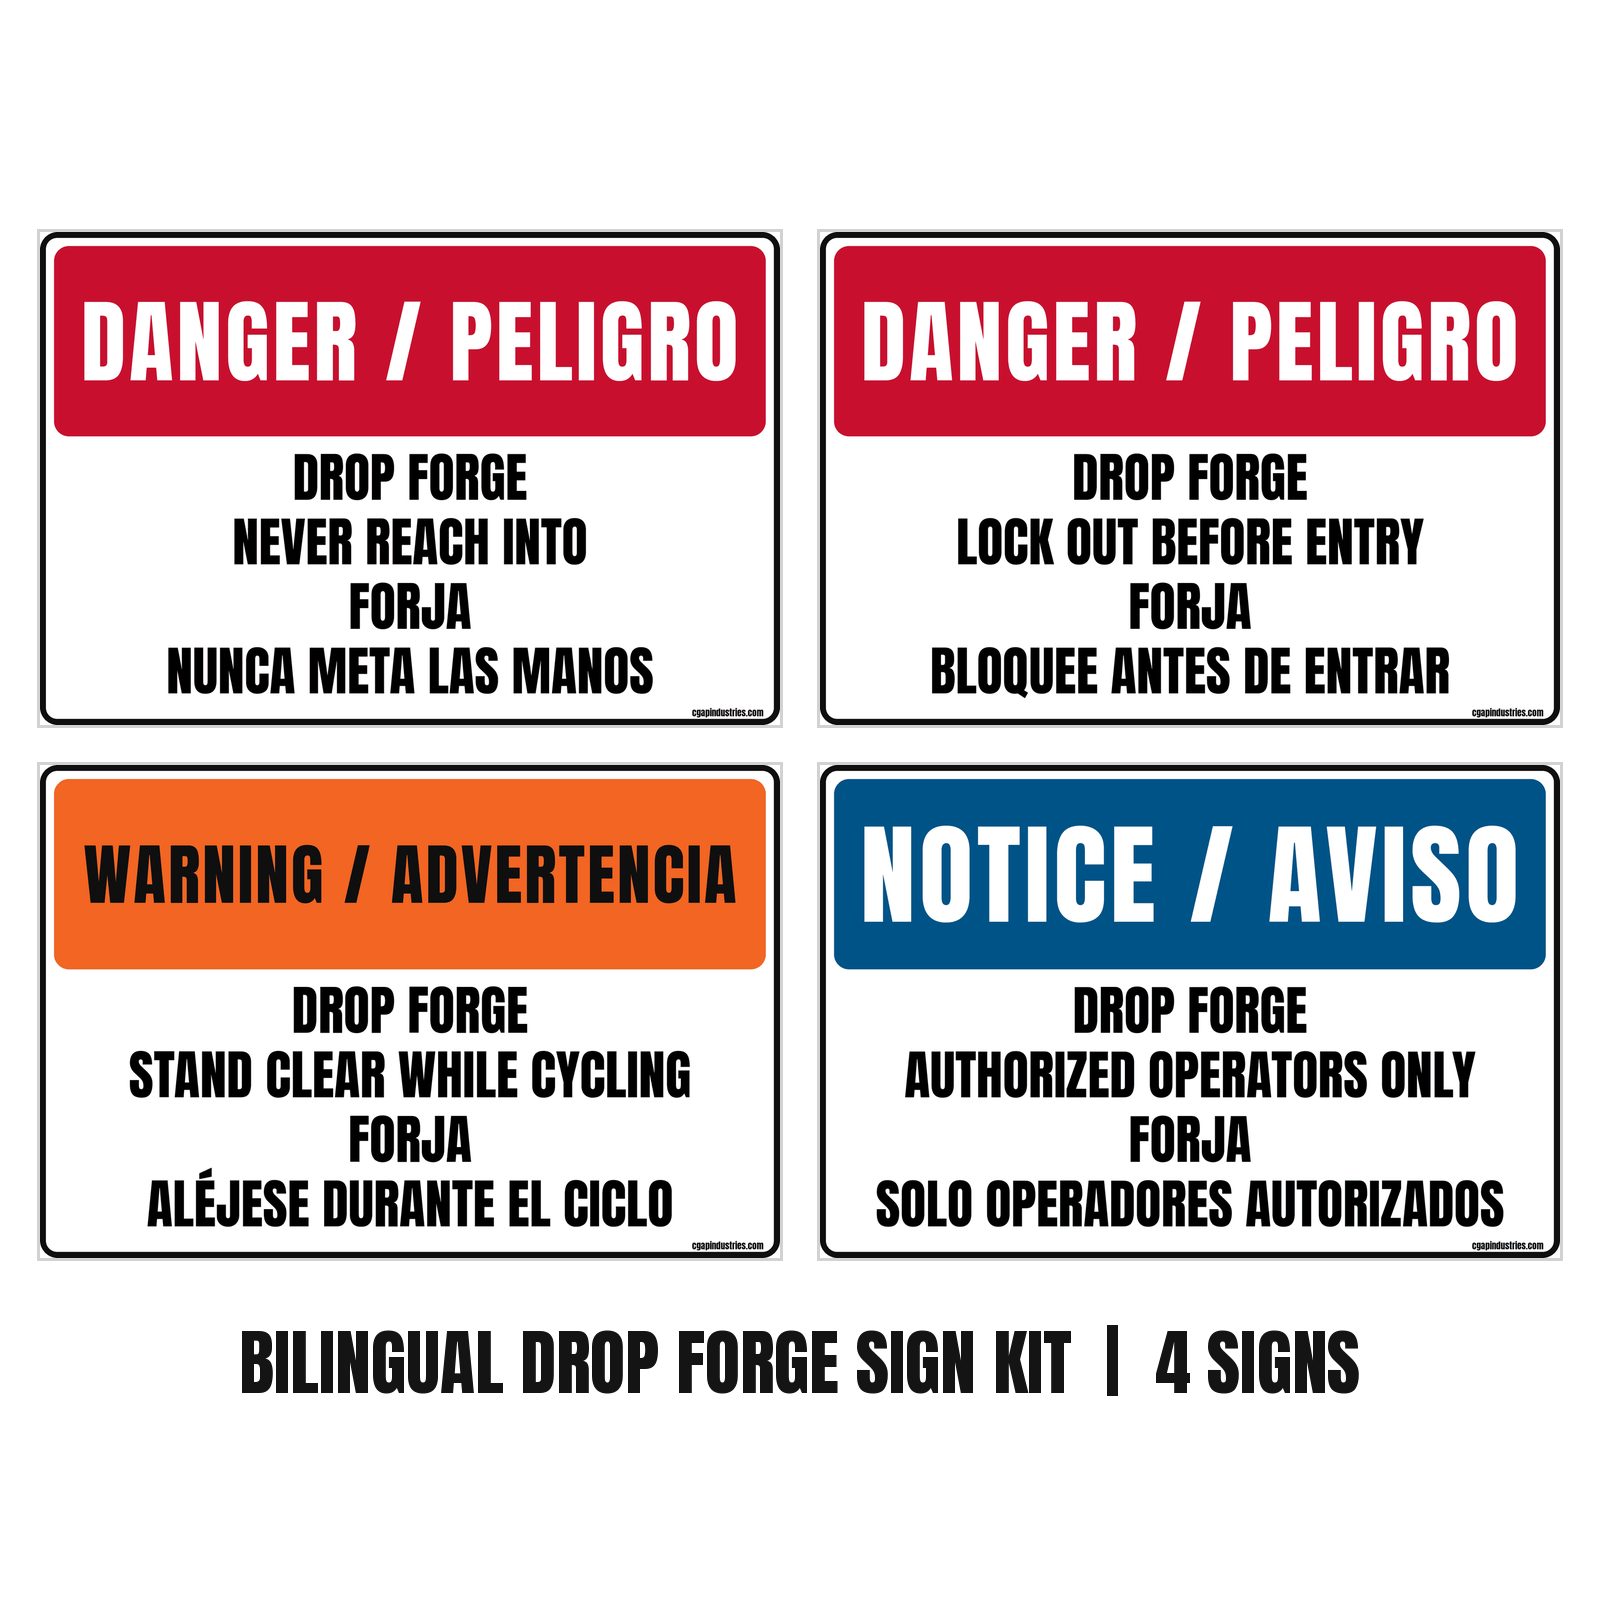 DANGER / PELIGRO
DROP FORGE
NEVER REACH INTO
FORJA
NUNCA META LAS MANOS
cgapindustries.com
DANGER / PELIGRO
DROP FORGE
LOCK OUT BEFORE ENTRY
FORJA
BLOQUEE ANTES DE ENTRAR
cgapindustries.com
WARNING / ADVERTENCIA
DROP FORGE
STAND CLEAR WHILE CYCLING
FORJA
ALÉJESE DURANTE EL CICLO
cgapindustries.com
NOTICE / AVISO
DROP FORGE
AUTHORIZED OPERATORS ONLY
FORJA
SOLO OPERADORES AUTORIZADOS
cgapindustries.com
BILINGUAL DROP FORGE SIGN KIT | 4 SIGNS